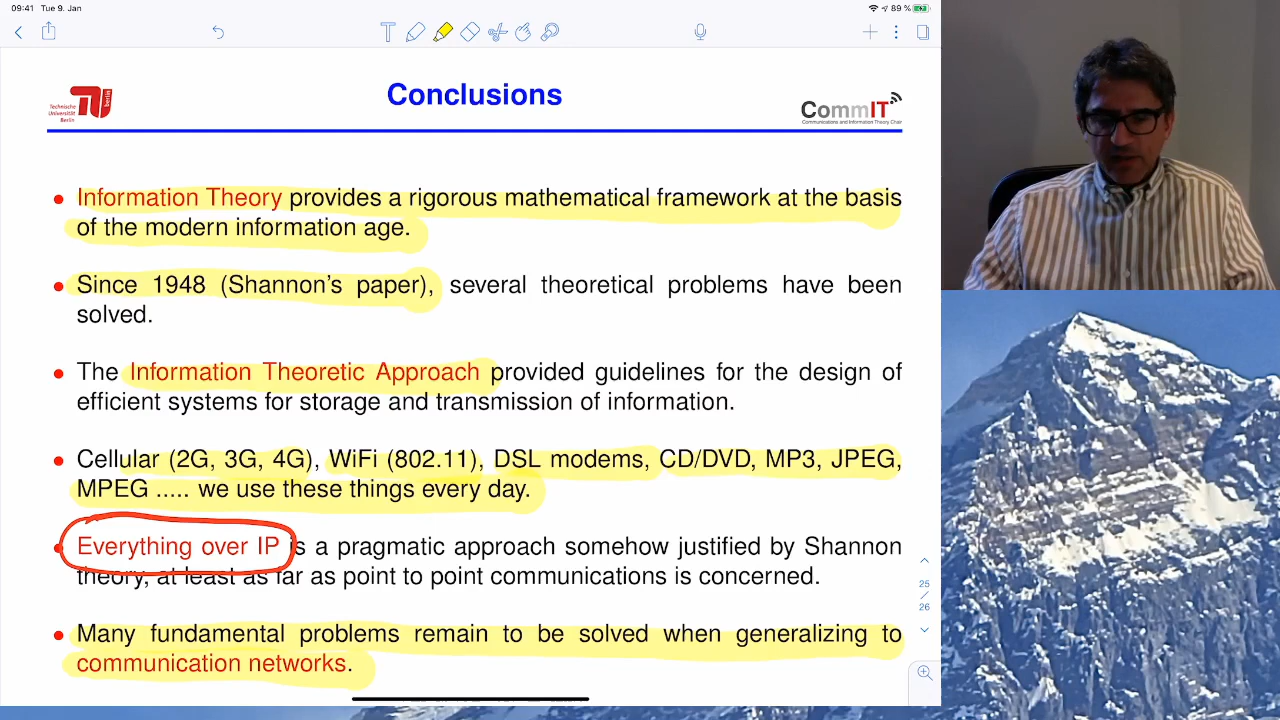 09:41 Tue 9. Jan
89 %
Conclusions
Technische
Universität
Berlin
berlin
CommIT
Communications and Information Theory Chair
• Information Theory provides a rigorous mathematical framework at the basis
of the modern information age.
• Since 1948 (Shannon's paper), several theoretical problems have been
solved.
• The Information Theoretic Approach provided guidelines for the design of
efficient systems for storage and transmission of information.
• Cellular (2G, 3G, 4G), WiFi (802.11), DSL modems, CD/DVD, MP3, JPEG,
MPEG ..... we use these things every day.
• Everything over IP is a pragmatic approach somehow justified by Shannon
theory, at least as far as point to point communications is concerned.
• Many fundamental problems remain to be solved when generalizing to
communication networks.
25
/
26